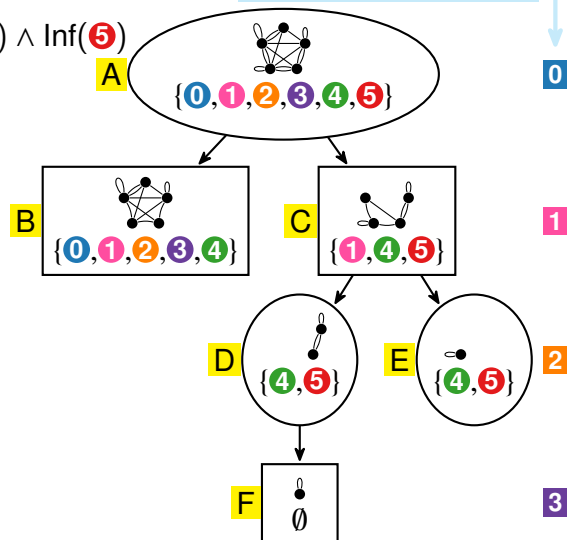 ) ∧ Inf(5)
A
{0,1,2,3,4,5}
0
B
{0,1,2,3,4}
C
{1,4,5}
1
D
{4,5}
E
{4,5}
2
F
∅
3